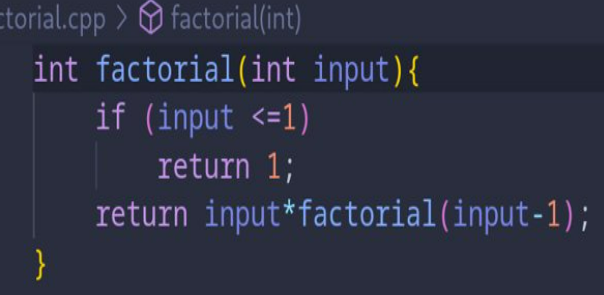 ctorial.cpp > factorial(int)
int factorial(int input){
    if (input <=1)
        return 1;
    return input*factorial(input-1);
}